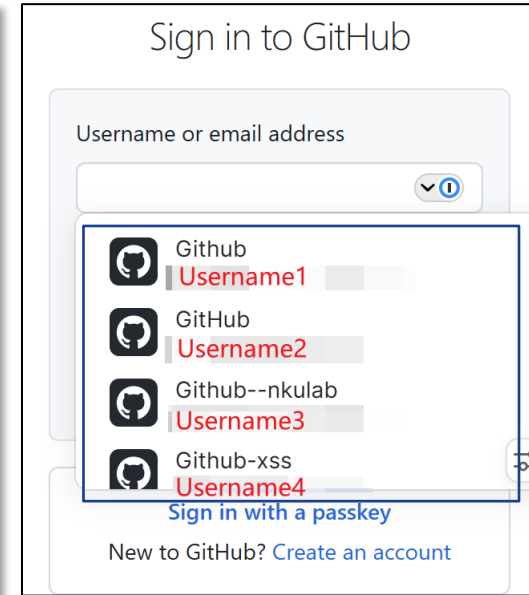 Sign in to GitHub
Username or email address
Github
Username1
GitHub
Username2
Github--nkulab
Username3
Github-xss
Username4
Sign in with a passkey
New to GitHub? Create an account